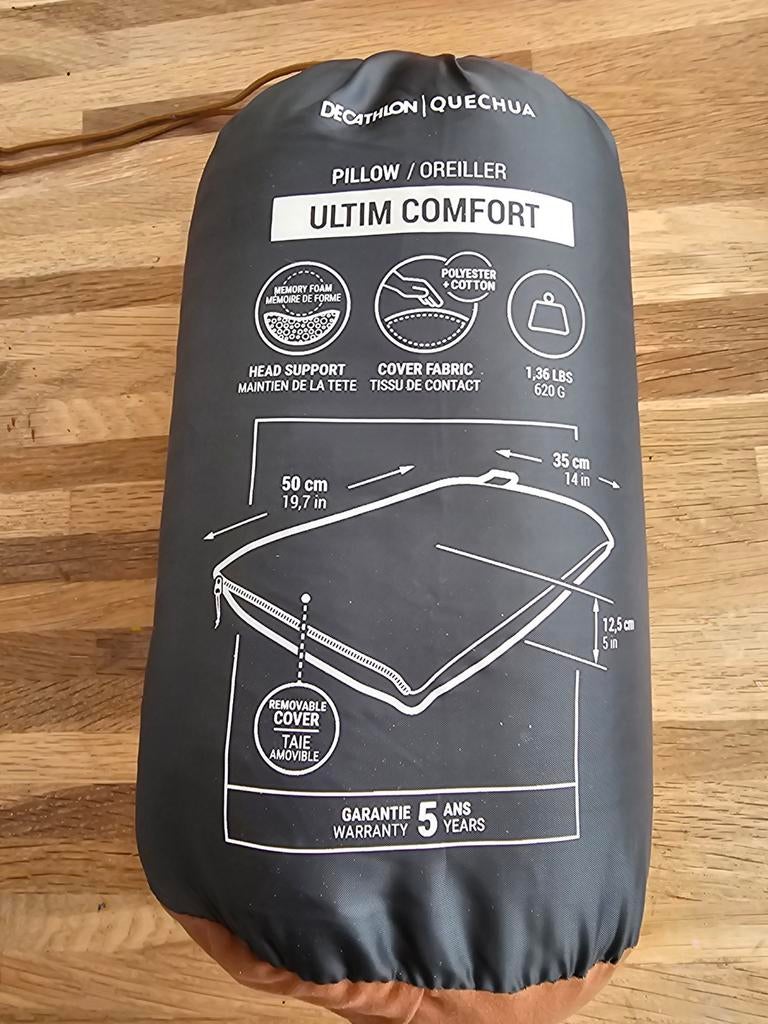 DECATHLON | QUECHUA
PILLOW / OREILLER
ULTIM COMFORT
MEMORY FOAM
MÉMOIRE DE FORME
HEAD SUPPORT
MAINTIEN DE LA TETE
POLYESTER
+ COTTON
COVER FABRIC
TISSU DE CONTACT
1,36 LBS
620 G
50 cm
19,7 in
35 cm
14 in
12,5 cm
5 in
REMOVABLE
COVER
TAIE
AMOVIBLE
GARANTIE 5 ANS
WARRANTY YEARS